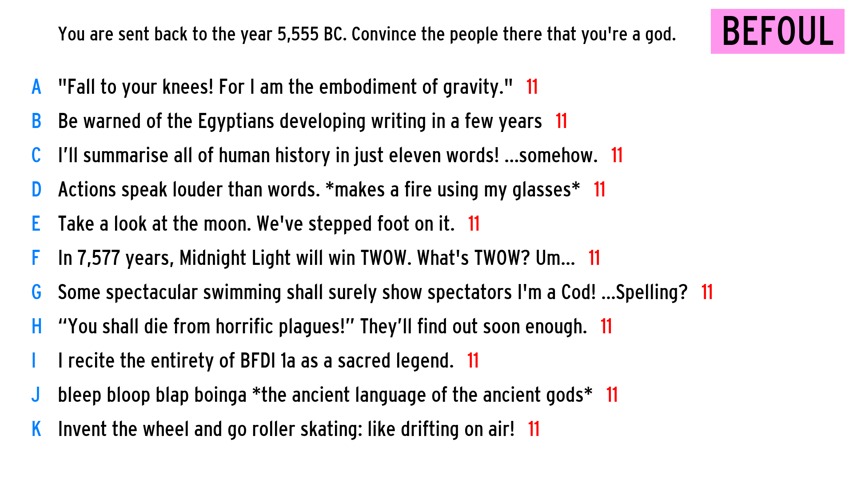 You are sent back to the year 5,555 BC. Convince the people there that you're a god.
BEFOUL
A "Fall to your knees! For I am the embodiment of gravity." 11
B Be warned of the Egyptians developing writing in a few years 11
C I’ll summarise all of human history in just eleven words! ...somehow. 11
D Actions speak louder than words. *makes a fire using my glasses* 11
E Take a look at the moon. We've stepped foot on it. 11
F In 7,577 years, Midnight Light will win TWOW. What's TWOW? Um... 11
G Some spectacular swimming shall surely show spectators I'm a Cod! ...Spelling? 11
H “You shall die from horrific plagues!” They’ll find out soon enough. 11
I I recite the entirety of BFDI 1a as a sacred legend. 11
J bleep bloop blap boinga *the ancient language of the ancient gods* 11
K Invent the wheel and go roller skating: like drifting on air! 11